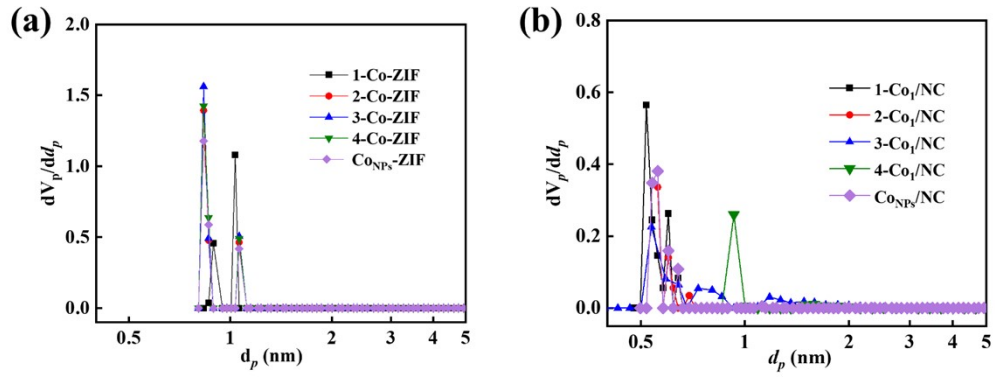 (a)
2.0
1.5
1.0
0.5
0.0
dVₚ/ddₚ
0.5
1
2
3
4
5
dₚ (nm)
1-Co-ZIF
2-Co-ZIF
3-Co-ZIF
4-Co-ZIF
Co_NPs-ZIF
(b)
0.8
0.6
0.4
0.2
0.0
dVₚ/ddₚ
0.5
1
2
3
4
5
dₚ (nm)
1-Co₁/NC
2-Co₁/NC
3-Co₁/NC
4-Co₁/NC
Co_NPs/NC